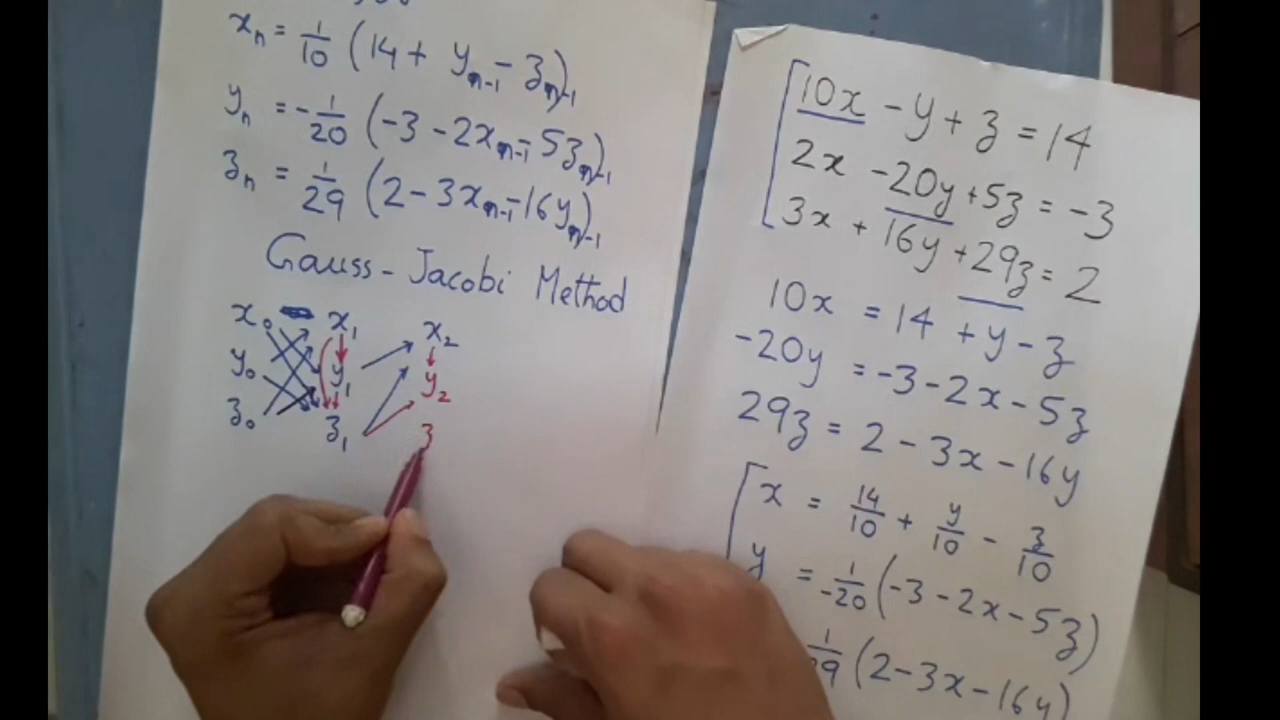 xₙ = 1/10 (14 + yₙ₋₁ - zₙ₋₁)
yₙ = -1/20 (-3 - 2xₙ₋₁ - 5zₙ₋₁)
zₙ = 1/29 (2 - 3xₙ₋₁ - 16yₙ₋₁)
Gauss-Jacobi Method
x₀ x₁ x₂
y₀ y₁ y₂
z₀ z₁ z
10x - y + z = 14
2x - 20y + 5z = -3
3x + 16y + 29z = 2
10x = 14 + y - z
-20y = -3 - 2x - 5z
29z = 2 - 3x - 16y
x = 14/10 + y/10 - z/10
y = 1/-20 (-3 - 2x - 5z)
1/29 (2 - 3x - 16y)